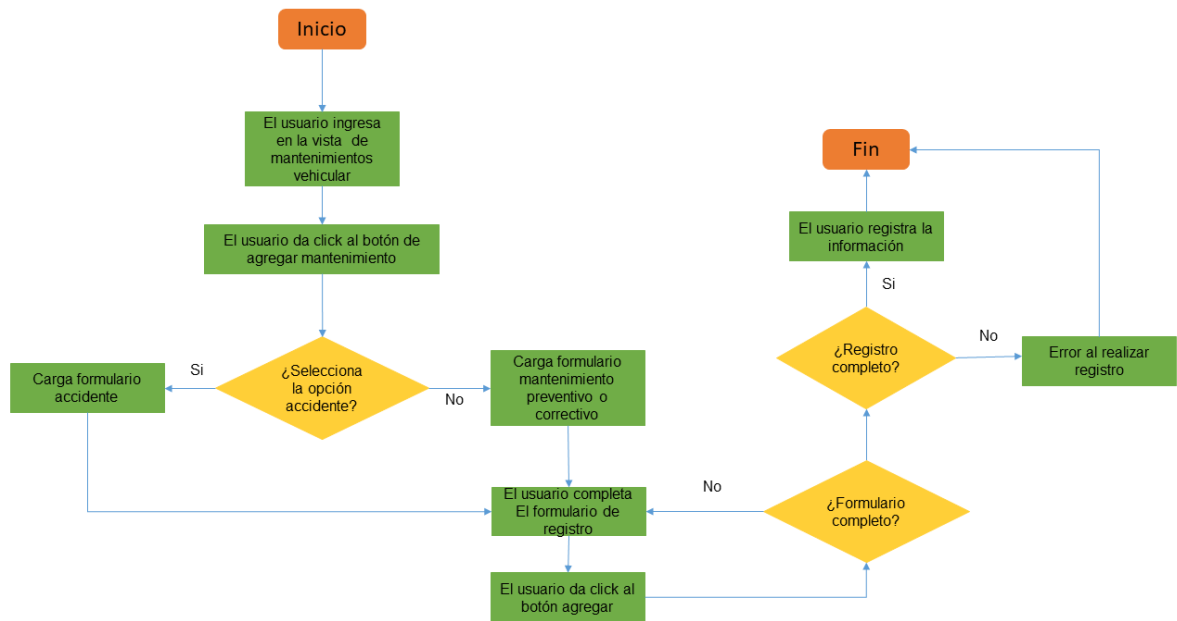 Inicio
El usuario ingresa
en la vista de
mantenimientos
vehicular
El usuario da click al botón de
agregar mantenimiento
¿Selecciona
la opción
accidente?
Si
Carga formulario
accidente
No
Carga formulario
mantenimiento
preventivo o
correctivo
El usuario completa
El formulario de
registro
El usuario da click al
botón agregar
¿Formulario
completo?
No
¿Registro
completo?
Si
El usuario registra la
información
No
Error al realizar
registro
Fin